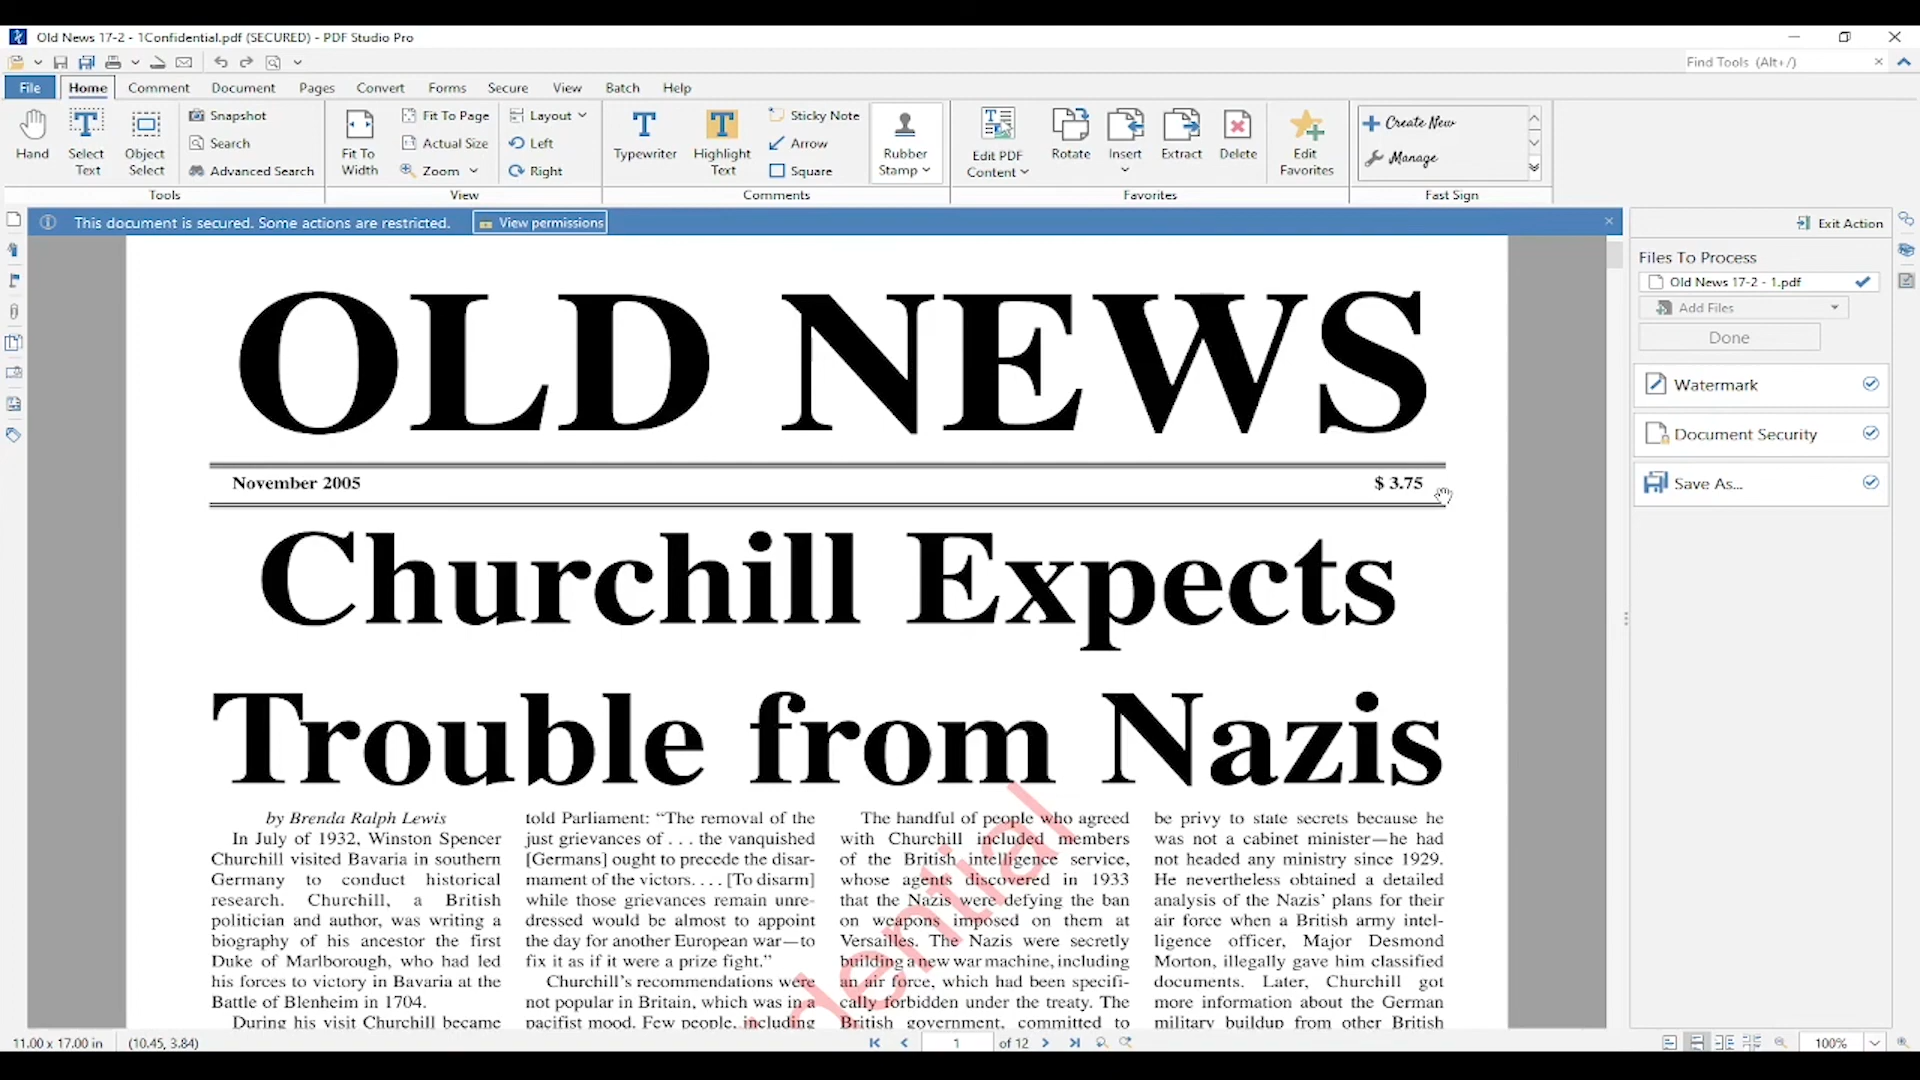 Old News 17-2 - 1Confidential.pdf (SECURED) - PDF Studio Pro
Find Tools (Alt+/)
File Home Comment Document Pages Convert Forms Secure View Batch Help
Hand
Select Text
Object Select
Snapshot
Search
Advanced Search
Tools
Fit To Width
Fit To Page
Actual Size
Zoom
Layout
Left
Right
View
Typewriter
Highlight Text
Sticky Note
Arrow
Square
Rubber Stamp
Comments
Edit PDF Content
Rotate
Insert
Extract
Delete
Edit Favorites
Favorites
Create New
Manage
Fast Sign
This document is secured. Some actions are restricted. View permissions
OLD NEWS
November 2005 $ 3.75
Churchill Expects
Trouble from Nazis
by Brenda Ralph Lewis
In July of 1932, Winston Spencer
Churchill visited Bavaria in southern
Germany to conduct historical
research. Churchill, a British
politician and author, was writing a
biography of his ancestor the first
Duke of Marlborough, who had led
his forces to victory in Bavaria at the
Battle of Blenheim in 1704.
During his visit Churchill became
told Parliament: “The removal of the
just grievances of . . . the vanquished
[Germans] ought to precede the disar-
mament of the victors. . . . [To disarm]
while those grievances remain unre-
dressed would be almost to appoint
the day for another European war—to
fix it as if it were a prize fight.”
Churchill’s recommendations were
not popular in Britain, which was in a
pacifist mood. Few people, including
The handful of people who agreed
with Churchill included members
of the British intelligence service,
whose agents discovered in 1933
that the Nazis were defying the ban
on weapons imposed on them at
Versailles. The Nazis were secretly
building a new war machine, including
an air force, which had been specifi-
cally forbidden under the treaty. The
British government, committed to
be privy to state secrets because he
was not a cabinet minister—he had
not headed any ministry since 1929.
He nevertheless obtained a detailed
analysis of the Nazis’ plans for their
air force when a British army intel-
ligence officer, Major Desmond
Morton, illegally gave him classified
documents. Later, Churchill got
more information about the German
military buildup from other British
dential
Exit Action
Files To Process
Old News 17-2 - 1.pdf
Add Files
Done
Watermark
Document Security
Save As...
11.00 x 17.00 in (10.45, 3.84) 1 of 12 100%